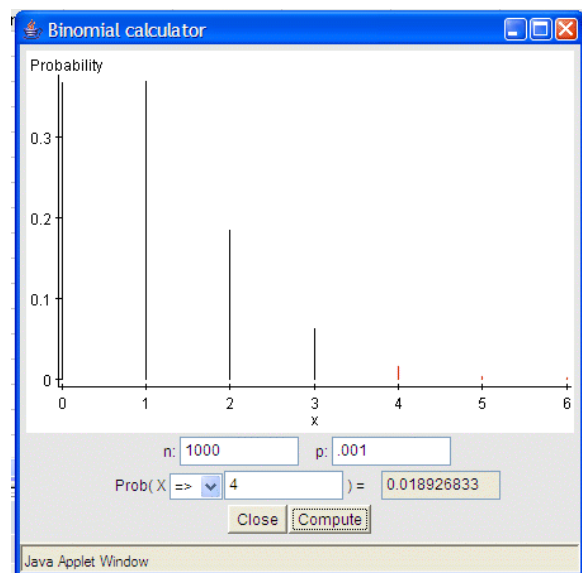 Binomial calculator
Probability
0.3
0.2
0.1
0
0 1 2 3 4 5 6
x
n: 1000 p: .001
Prob( X => 4 ) = 0.018926833
Close Compute
Java Applet Window